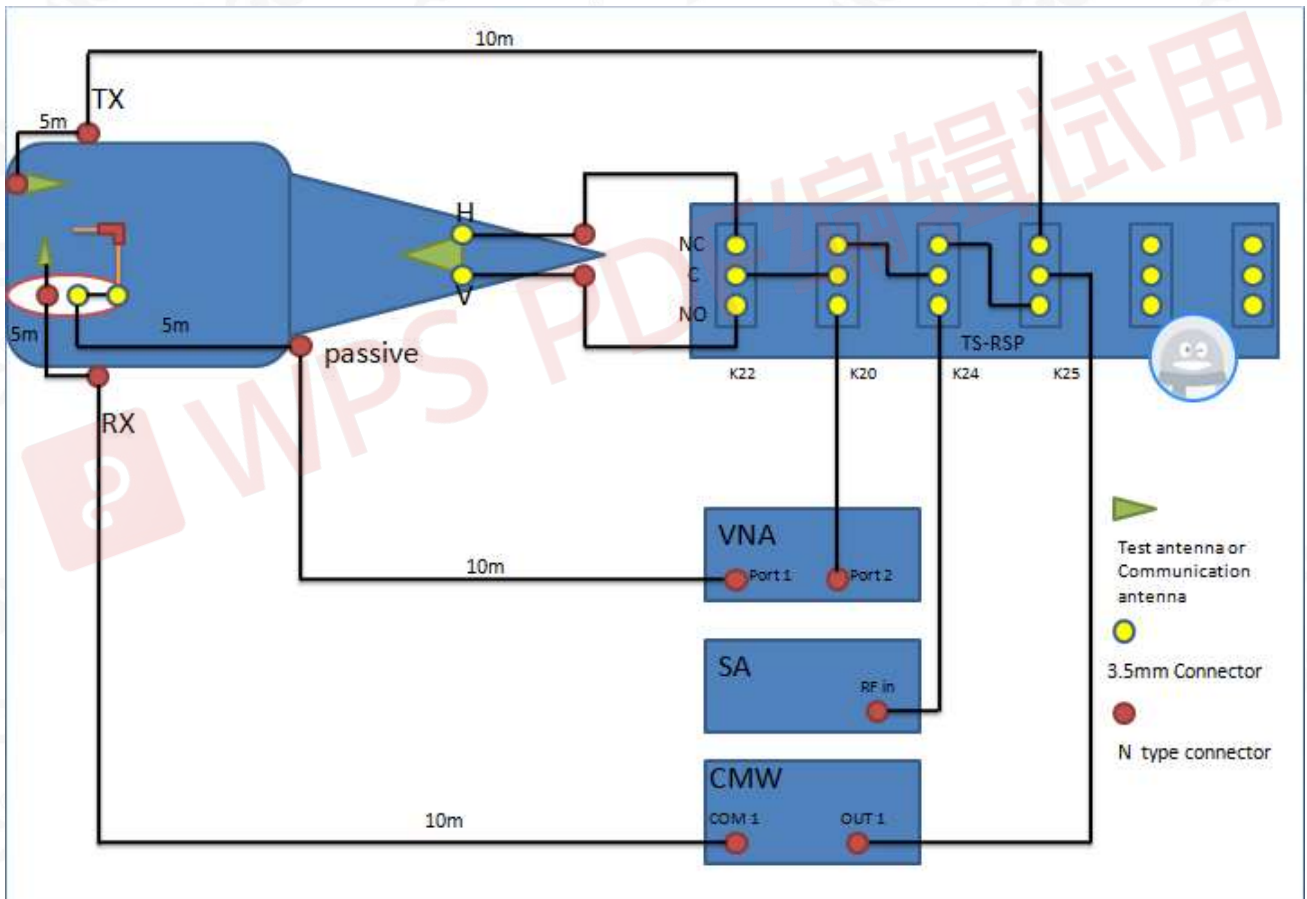 10m
TX
5m
H
NC
C
V
5m
5m
NO
TS-RSP
passive
K22
K20
K24
K25
RX
VNA
Port 1
Port 2
10m
Test antenna or
Communication
antenna
SA
RF in
3.5mm Connector
N type connector
CMW
COM 1
OUT 1
10m
WPS PDF编辑试用